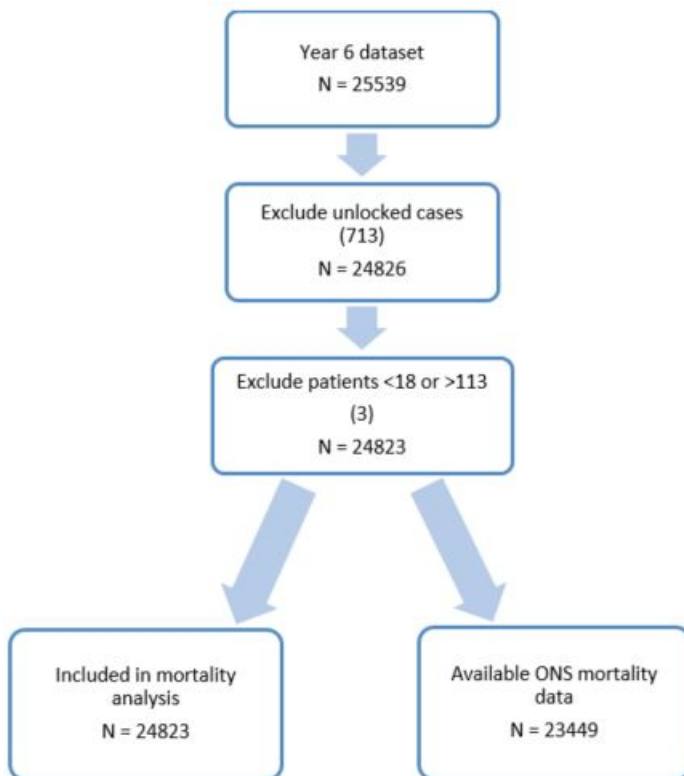 Year 6 dataset
N = 25539
Exclude unlocked cases
(713)
N = 24826
Exclude patients <18 or >113
(3)
N = 24823
Included in mortality
analysis
N = 24823
Available ONS mortality
data
N = 23449